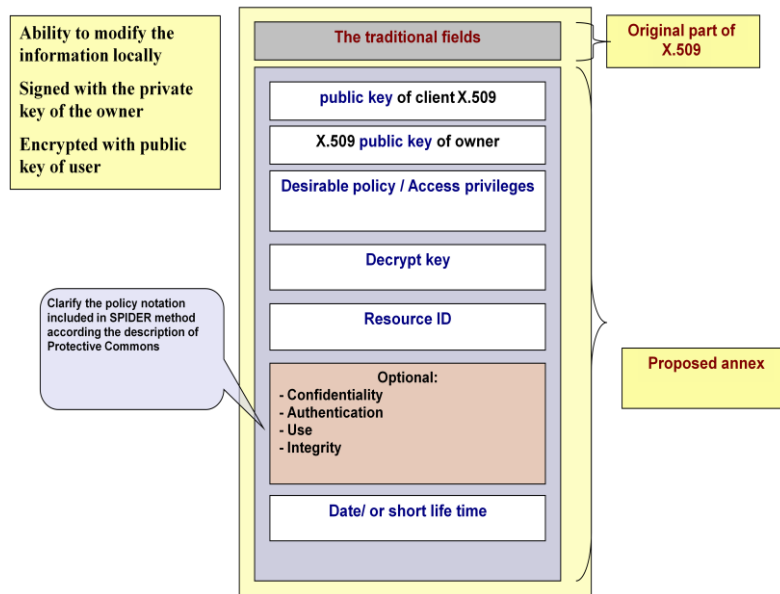 Ability to modify the
information locally
Signed with the private
key of the owner
Encrypted with public
key of user
The traditional fields
Original part of
X.509
public key of client X.509
X.509 public key of owner
Desirable policy / Access privileges
Decrypt key
Resource ID
Clarify the policy notation
included in SPIDER method
according the description of
Protective Commons
Optional:
- Confidentiality
- Authentication
- Use
- Integrity
Proposed annex
Date/ or short life time